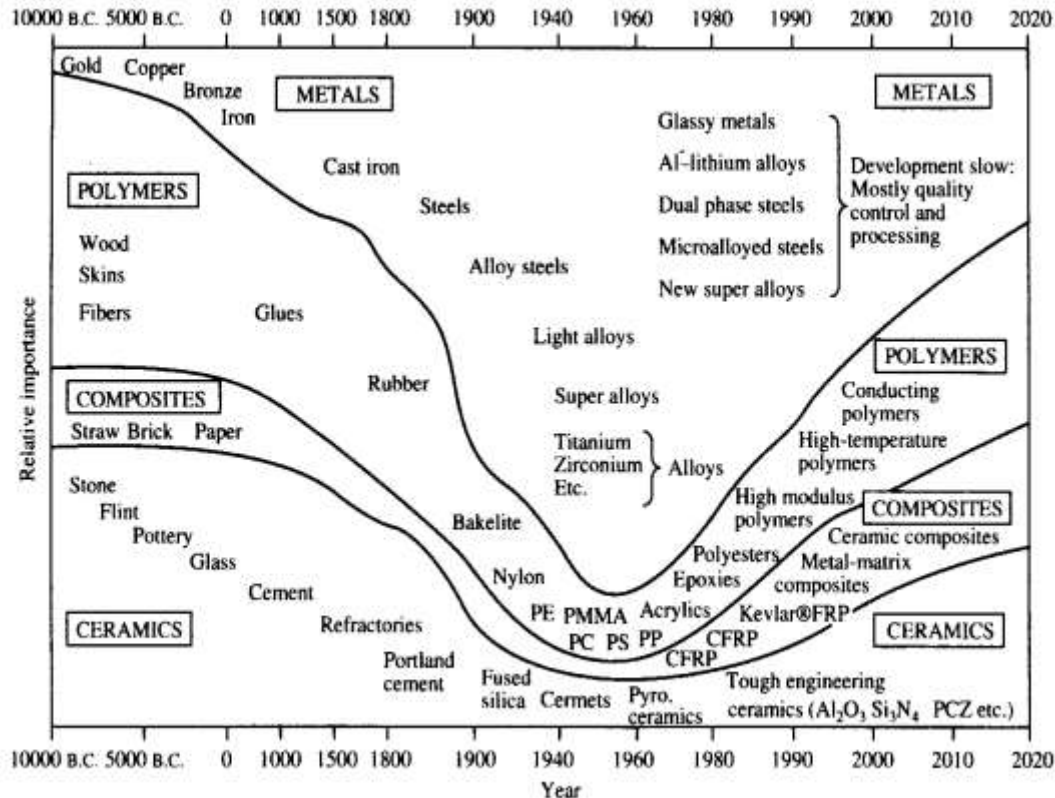 10000 B.C. 5000 B.C. 0 1000 1500 1800 1900 1940 1960 1980 1990 2000 2010 2020
Gold
Copper
Bronze
Iron
METALS
METALS
Cast iron
Steels
Alloy steels
Light alloys
Super alloys
Titanium
Zirconium
Etc.
Alloys
Glassy metals
Al-lithium alloys
Dual phase steels
Microalloyed steels
New super alloys
Development slow:
Mostly quality
control and
processing
POLYMERS
Wood
Skins
Fibers
Glues
Rubber
Bakelite
Nylon
PE PMMA Acrylics
PC PS PP
Epoxies
Polyesters
High modulus
polymers
High-temperature
polymers
Conducting
polymers
POLYMERS
COMPOSITES
Straw Brick Paper
COMPOSITES
Ceramic composites
Metal-matrix
composites
Kevlar®FRP
CFRP
CFRP
Stone
Flint
Pottery
Glass
Cement
Refractories
Portland
cement
Fused
silica
Cermets
Pyro.
ceramics
Tough engineering
ceramics (Al₂O₃ Si₃N₄ PCZ etc.)
CERAMICS
CERAMICS
Relative importance
10000 B.C. 5000 B.C. 0 1000 1500 1800 1900 1940 1960 1980 1990 2000 2010 2020
Year